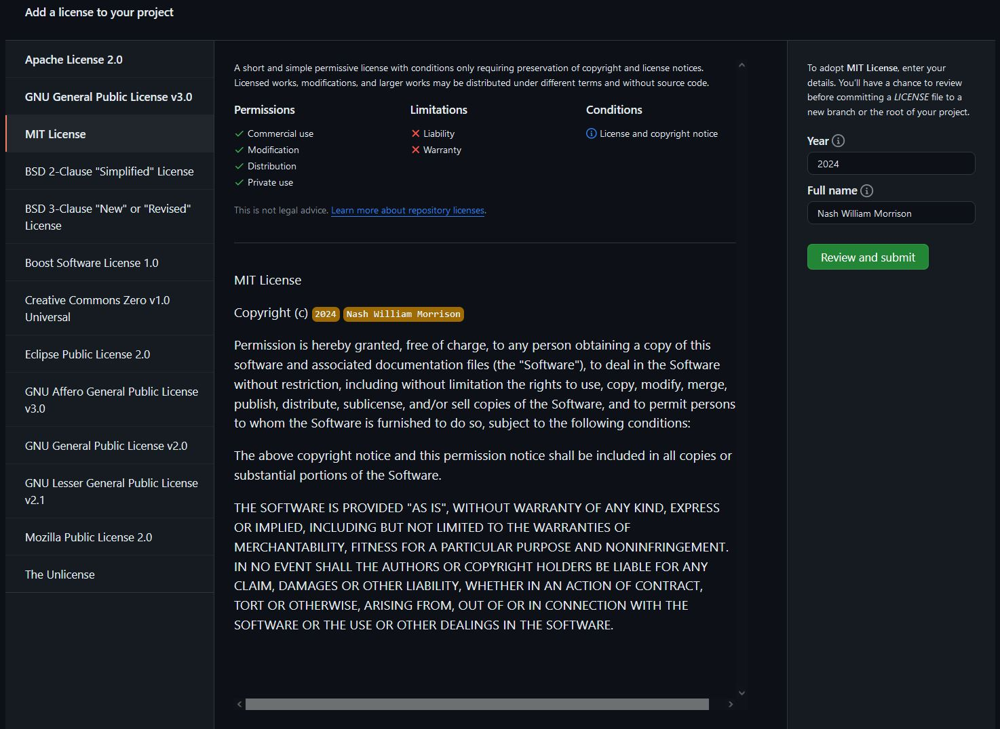 Add a license to your project
Apache License 2.0
GNU General Public License v3.0
MIT License
BSD 2-Clause "Simplified" License
BSD 3-Clause "New" or "Revised"
License
Boost Software License 1.0
Creative Commons Zero v1.0
Universal
Eclipse Public License 2.0
GNU Affero General Public License
v3.0
GNU General Public License v2.0
GNU Lesser General Public License
v2.1
Mozilla Public License 2.0
The Unlicense
A short and simple permissive license with conditions only requiring preservation of copyright and license notices.
Licensed works, modifications, and larger works may be distributed under different terms and without source code.
Permissions
Commercial use
Modification
Distribution
Private use
Limitations
Liability
Warranty
Conditions
License and copyright notice
This is not legal advice. Learn more about repository licenses.
MIT License
Copyright (c) 2024 Nash William Morrison
Permission is hereby granted, free of charge, to any person obtaining a copy of this
software and associated documentation files (the "Software"), to deal in the Software
without restriction, including without limitation the rights to use, copy, modify, merge,
publish, distribute, sublicense, and/or sell copies of the Software, and to permit persons
to whom the Software is furnished to do so, subject to the following conditions:
The above copyright notice and this permission notice shall be included in all copies or
substantial portions of the Software.
THE SOFTWARE IS PROVIDED "AS IS", WITHOUT WARRANTY OF ANY KIND, EXPRESS
OR IMPLIED, INCLUDING BUT NOT LIMITED TO THE WARRANTIES OF
MERCHANTABILITY, FITNESS FOR A PARTICULAR PURPOSE AND NONINFRINGEMENT.
IN NO EVENT SHALL THE AUTHORS OR COPYRIGHT HOLDERS BE LIABLE FOR ANY
CLAIM, DAMAGES OR OTHER LIABILITY, WHETHER IN AN ACTION OF CONTRACT,
TORT OR OTHERWISE, ARISING FROM, OUT OF OR IN CONNECTION WITH THE
SOFTWARE OR THE USE OR OTHER DEALINGS IN THE SOFTWARE.
To adopt MIT License, enter your
details. You'll have a chance to review
before committing a LICENSE file to a
new branch or the root of your project.
Year
2024
Full name
Nash William Morrison
Review and submit